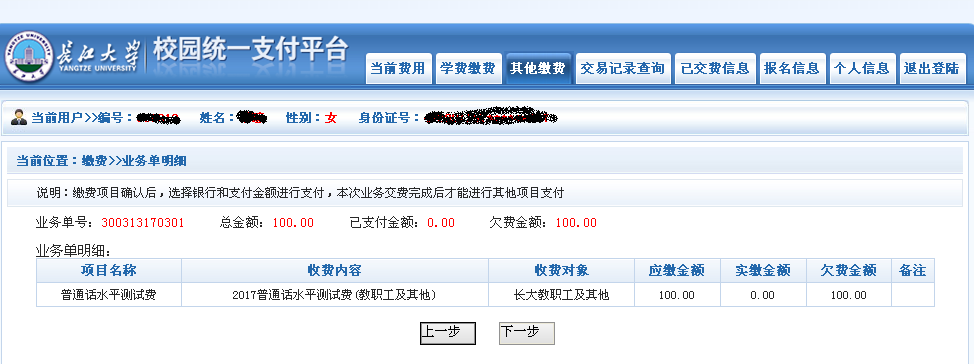 长江大学 校园统一支付平台
YANGTZE UNIVERSITY
当前费用 学费缴费 其他缴费 交易记录查询 已交费信息 报名信息 个人信息 退出登陆
当前用户>>编号： 姓名： 性别：女 身份证号：
当前位置：缴费>>业务单明细
说明：缴费项目确认后，选择银行和支付金额进行支付，本次业务交费完成后才能进行其他项目支付
业务单号：300313170301 总金额：100.00 已支付金额：0.00 欠费金额：100.00
业务单明细：
项目名称 收费内容 收费对象 应缴金额 实缴金额 欠费金额 备注
普通话水平测试费 2017普通话水平测试费(教职工及其他) 长大教职工及其他 100.00 0.00 100.00
上一步 下一步